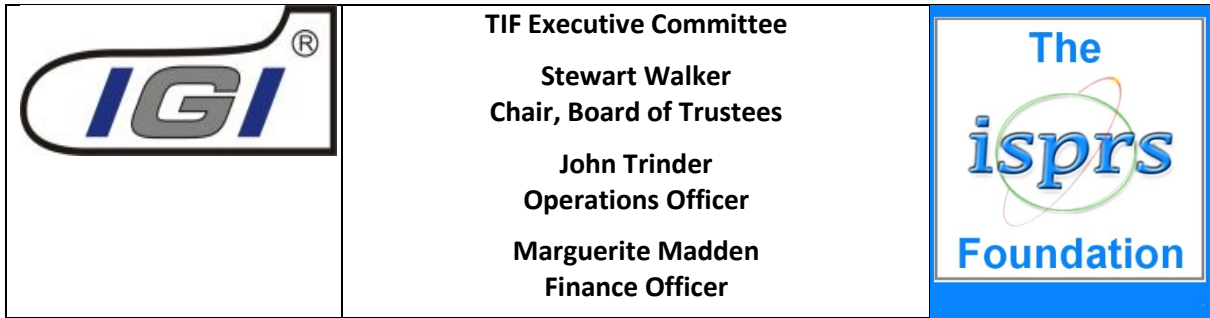 IGI®
TIF Executive Committee
Stewart Walker
Chair, Board of Trustees
John Trinder
Operations Officer
Marguerite Madden
Finance Officer
The
isprs
Foundation